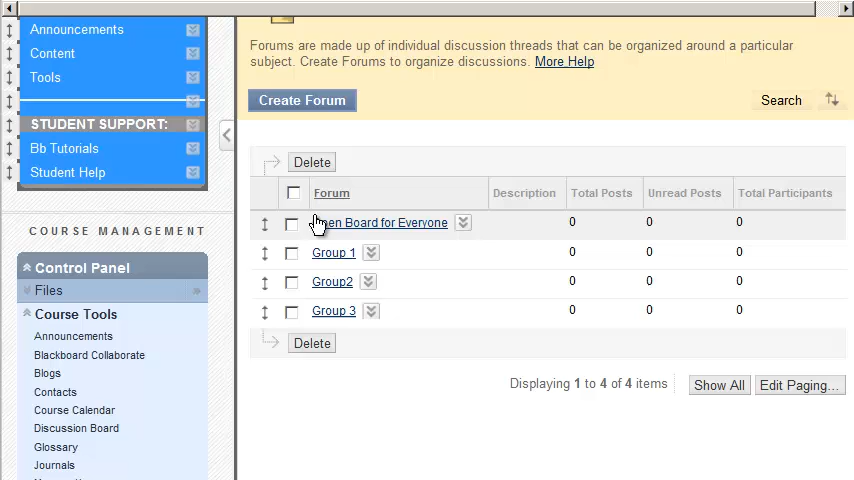 Announcements
Content
Tools
STUDENT SUPPORT:
Bb Tutorials
Student Help
COURSE MANAGEMENT
Control Panel
Files
Course Tools
Announcements
Blackboard Collaborate
Blogs
Contacts
Course Calendar
Discussion Board
Glossary
Journals
Forums are made up of individual discussion threads that can be organized around a particular
subject. Create Forums to organize discussions. More Help
Create Forum
Search
Delete
Forum Description Total Posts Unread Posts Total Participants
Board for Everyone 0 0 0
Group 1 0 0 0
Group2 0 0 0
Group 3 0 0 0
Delete
Displaying 1 to 4 of 4 items Show All Edit Paging...